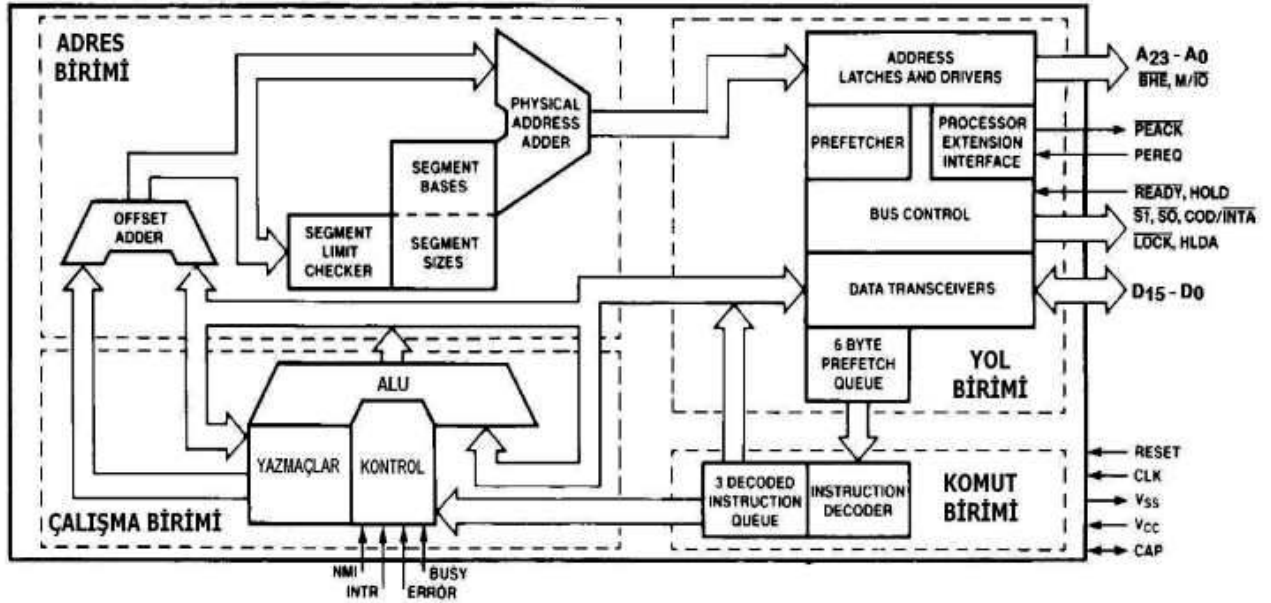 ADRES
BİRİMİ
PHYSICAL
ADDRESS
ADDER
SEGMENT
BASES
OFFSET
ADDER
SEGMENT
LIMIT
CHECKER
SEGMENT
SIZES
ADDRESS
LATCHES AND DRIVERS
PREFETCHER
PROCESSOR
EXTENSION
INTERFACE
BUS CONTROL
DATA TRANSCEIVERS
6 BYTE
PREFETCH
QUEUE
YOL
BİRİMİ
A23 - A0
BHE, M/IO
PEACK
PEREQ
READY, HOLD
S1, SO, COD/INTA
LOCK, HLDA
D15 - D0
ALU
YAZMAÇLAR
KONTROL
ÇALIŞMA BİRİMİ
NMI
INTR
BUSY
ERROR
3 DECODED
INSTRUCTION
QUEUE
INSTRUCTION
DECODER
KOMUT
BİRİMİ
RESET
CLK
VSS
VCC
CAP